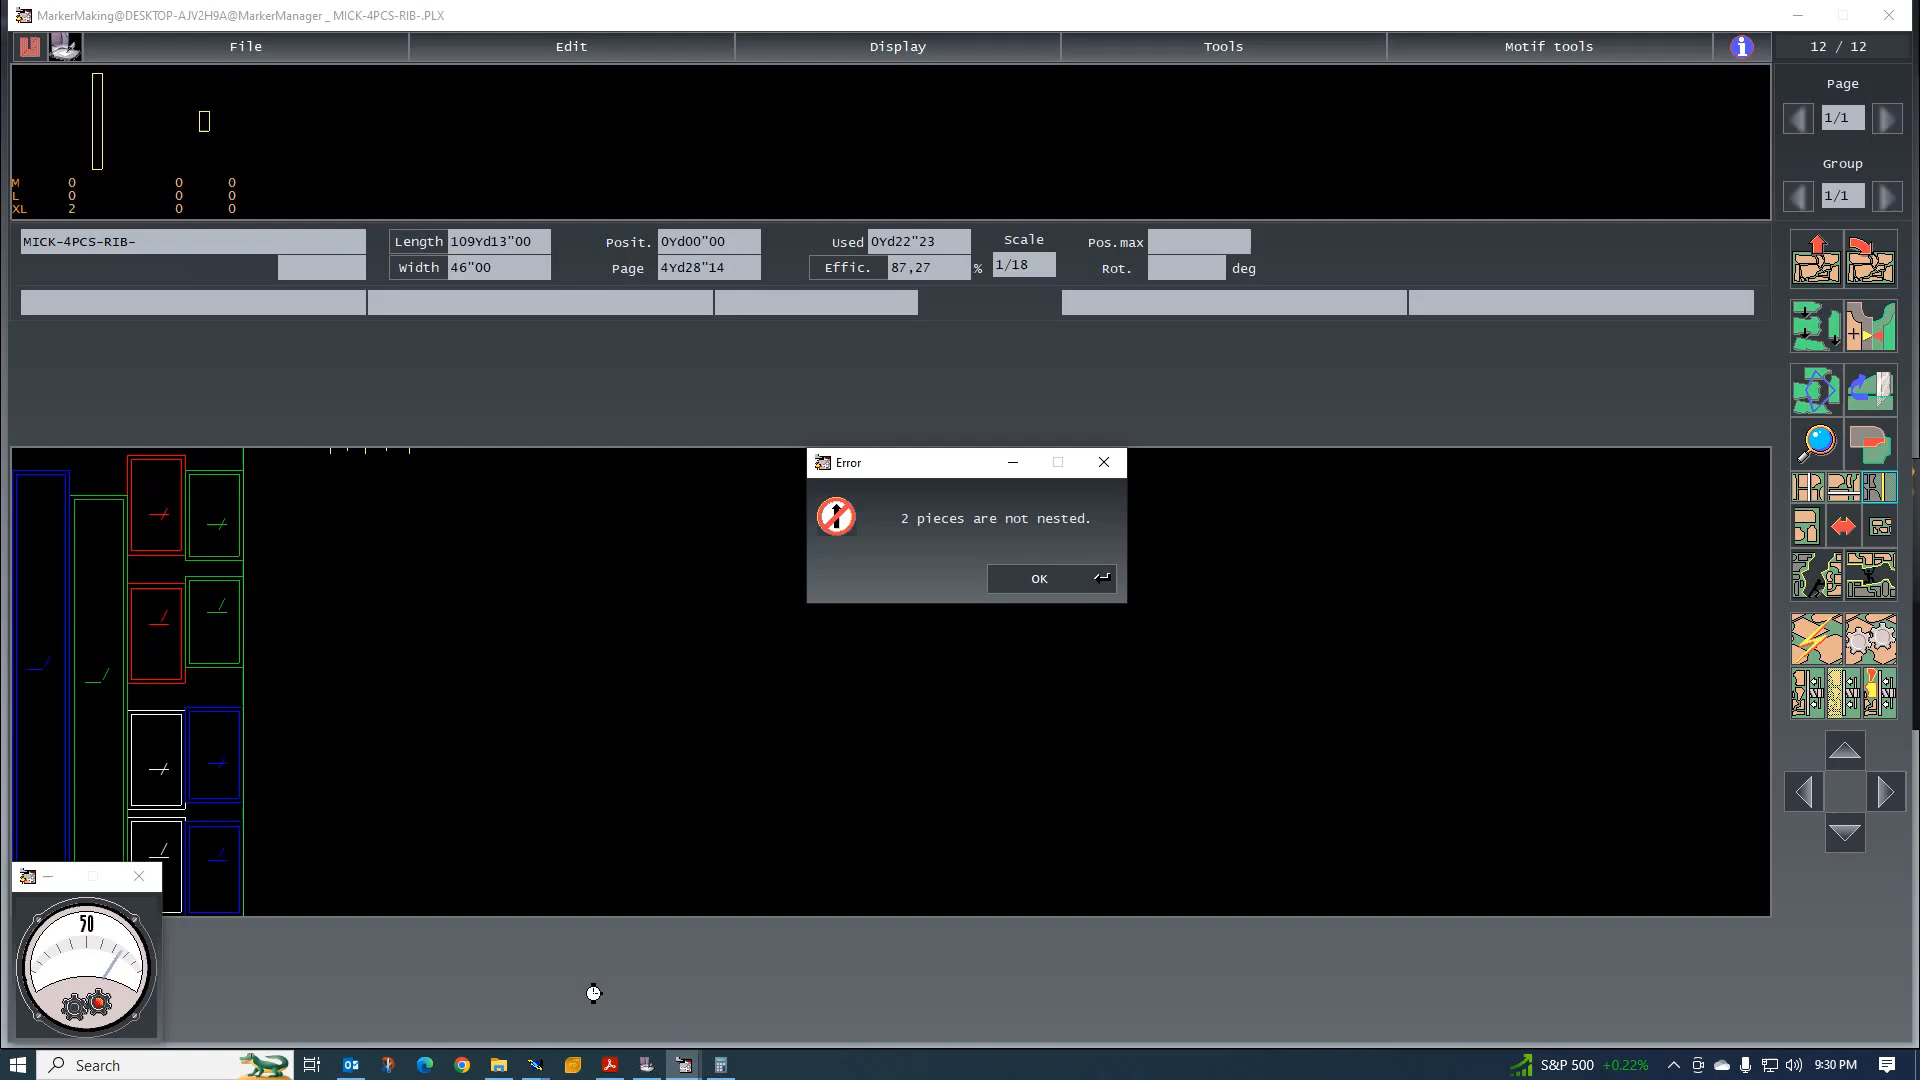 MarkerMaking@DESKTOP-AJV2H9A@MarkerManager _ MICK-4PCS-RIB-.PLX
File Edit Display Tools Motif tools i 12 / 12
Page
1/1
Group
1/1
M 0 0 0
L 0 0 0
XL 2 0 0
MICK-4PCS-RIB- Length 109Yd13"00 Posit. 0Yd00"00 Used 0Yd22"23 Scale Pos.max
Width 46"00 Page 4Yd28"14 Effic. 87,27 % 1/18 Rot. deg
Error
2 pieces are not nested.
OK
50
Search
S&P 500 +0.22% 9:30 PM